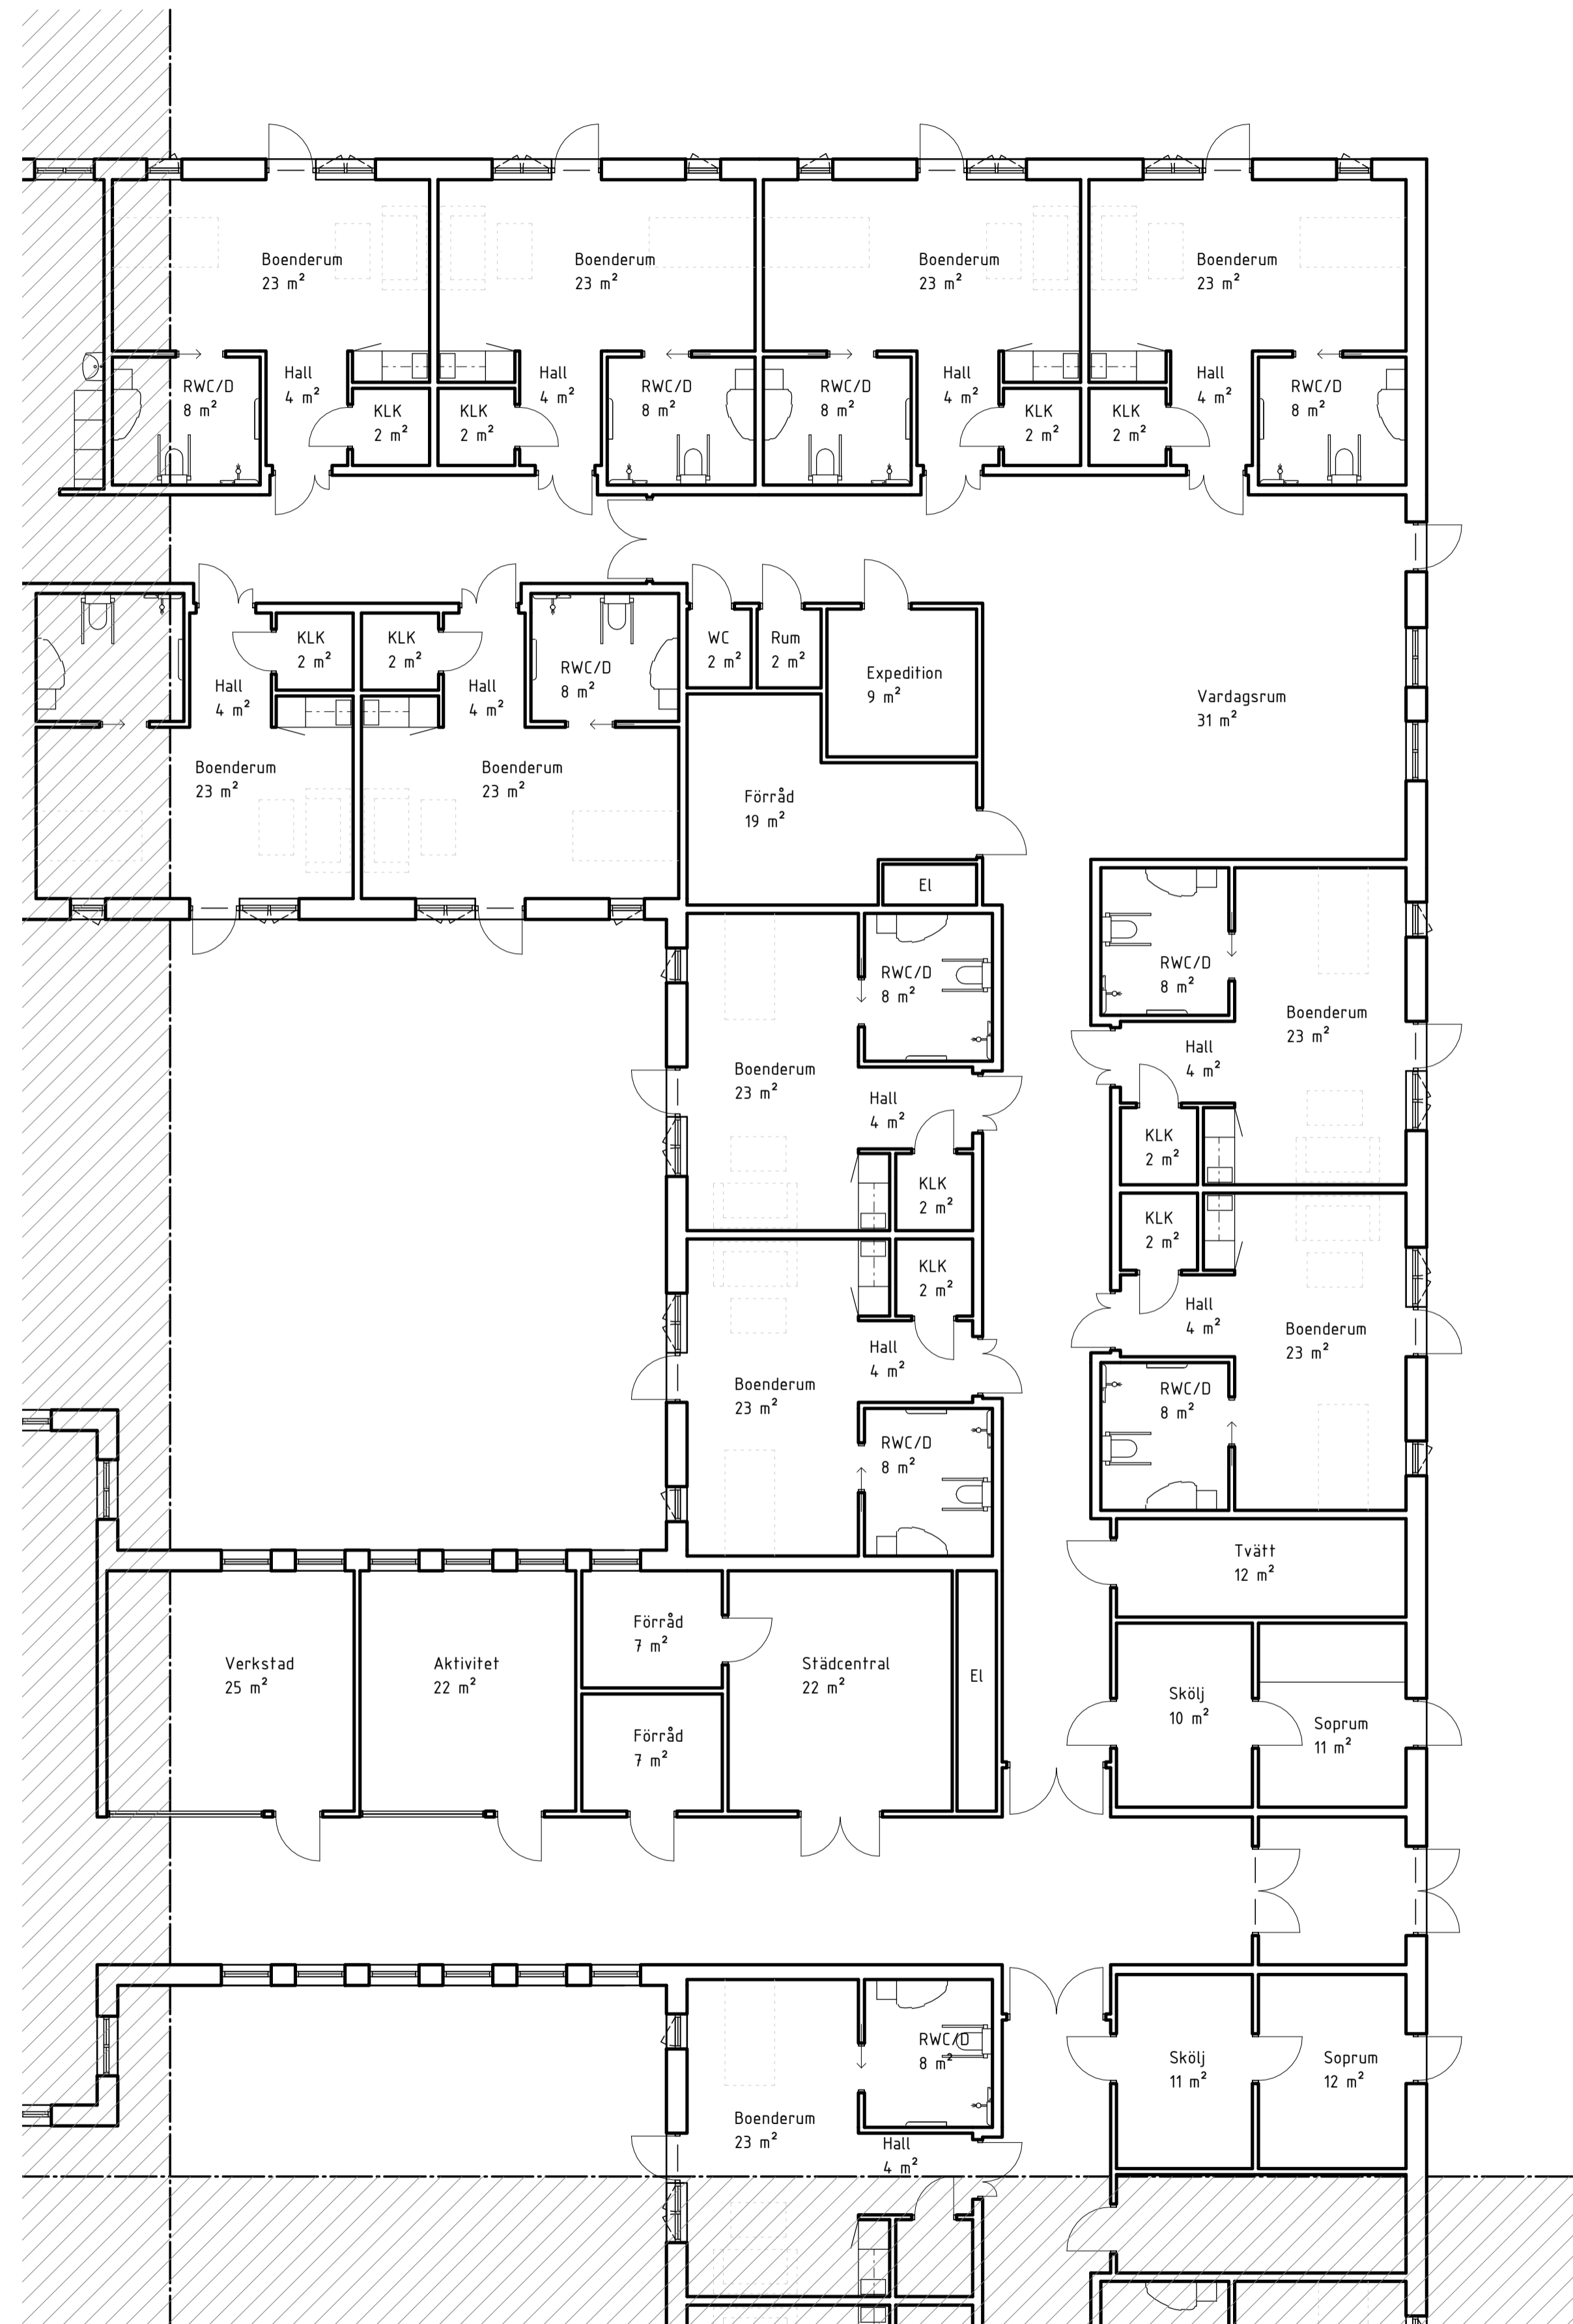 Boenderum
23 m²
Boenderum
23 m²
Boenderum
23 m²
Boenderum
23 m²
RWC/D
8 m²
Hall
4 m²
KLK
2 m²
KLK
2 m²
Hall
4 m²
RWC/D
8 m²
RWC/D
8 m²
Hall
4 m²
KLK
2 m²
KLK
2 m²
Hall
4 m²
RWC/D
8 m²
Hall
4 m²
KLK
2 m²
KLK
2 m²
Hall
4 m²
RWC/D
8 m²
WC
2 m²
Rum
2 m²
Expedition
9 m²
Vardagsrum
31 m²
Boenderum
23 m²
Boenderum
23 m²
Förråd
19 m²
El
RWC/D
8 m²
RWC/D
8 m²
Boenderum
23 m²
Boenderum
23 m²
Hall
4 m²
Hall
4 m²
KLK
2 m²
KLK
2 m²
KLK
2 m²
KLK
2 m²
Hall
4 m²
Hall
4 m²
Boenderum
23 m²
Boenderum
23 m²
RWC/D
8 m²
RWC/D
8 m²
Tvätt
12 m²
Verkstad
25 m²
Aktivitet
22 m²
Förråd
7 m²
Förråd
7 m²
Städcentral
22 m²
El
Skölj
10 m²
Soprum
11 m²
RWC/D
8 m²
Boenderum
23 m²
Hall
4 m²
Skölj
11 m²
Soprum
12 m²